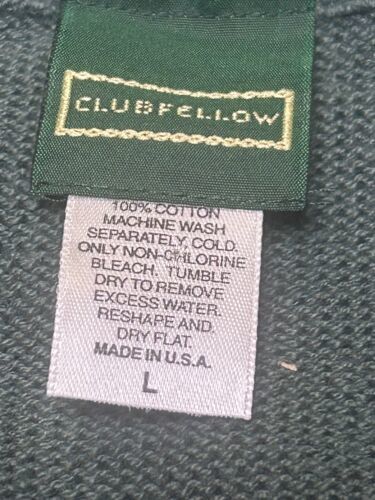 CLUBFELLOW
100% COTTON
MACHINE WASH
SEPARATELY, COLD.
ONLY NON-CHLORINE
BLEACH. TUMBLE
DRY TO REMOVE
EXCESS WATER.
RESHAPE AND
DRY FLAT.
MADE IN U.S.A.
L